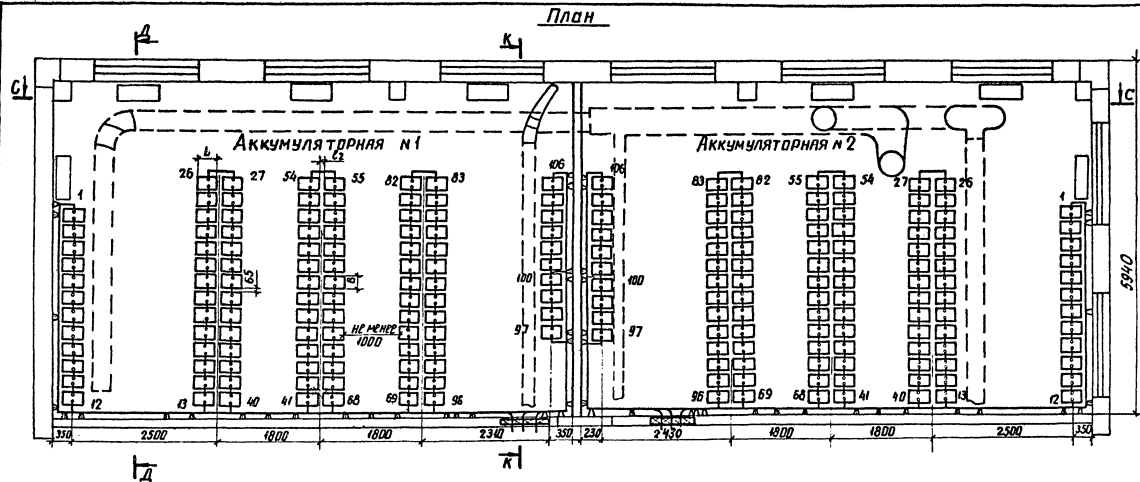 План
Д
К
С
С
Аккумуляторная №1
Аккумуляторная №2
ℓ
ℓ₂
26 27 54 55 82 83 106
106 83 82 55 54 27 26
1
1
65
В
100
100
не менее
1000
97
97
12 13 40 41 68 69 96
96 69 68 41 40 13 12
5940
350 2500 1800 1800 2310 350 230 2430 1800 1800 2500 350
Д
К